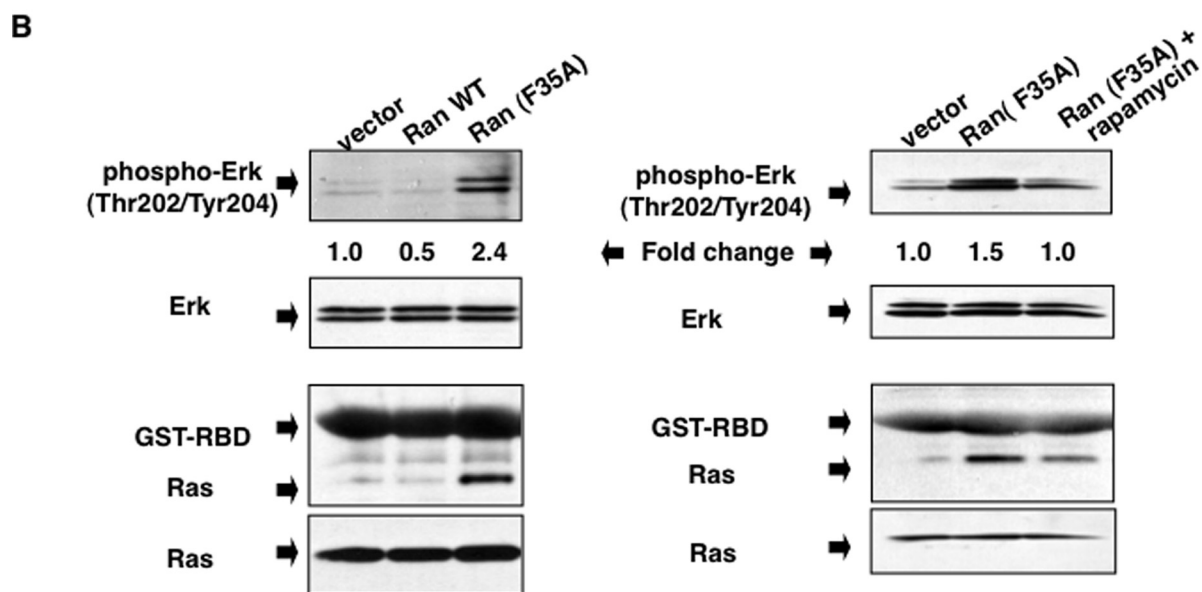 B
vector
Ran WT
Ran (F35A)
phospho-Erk
(Thr202/Tyr204)
1.0 0.5 2.4
Erk
GST-RBD
Ras
Ras
Fold change
vector
Ran( F35A)
Ran (F35A) +
rapamycin
phospho-Erk
(Thr202/Tyr204)
1.0 1.5 1.0
Erk
GST-RBD
Ras
Ras